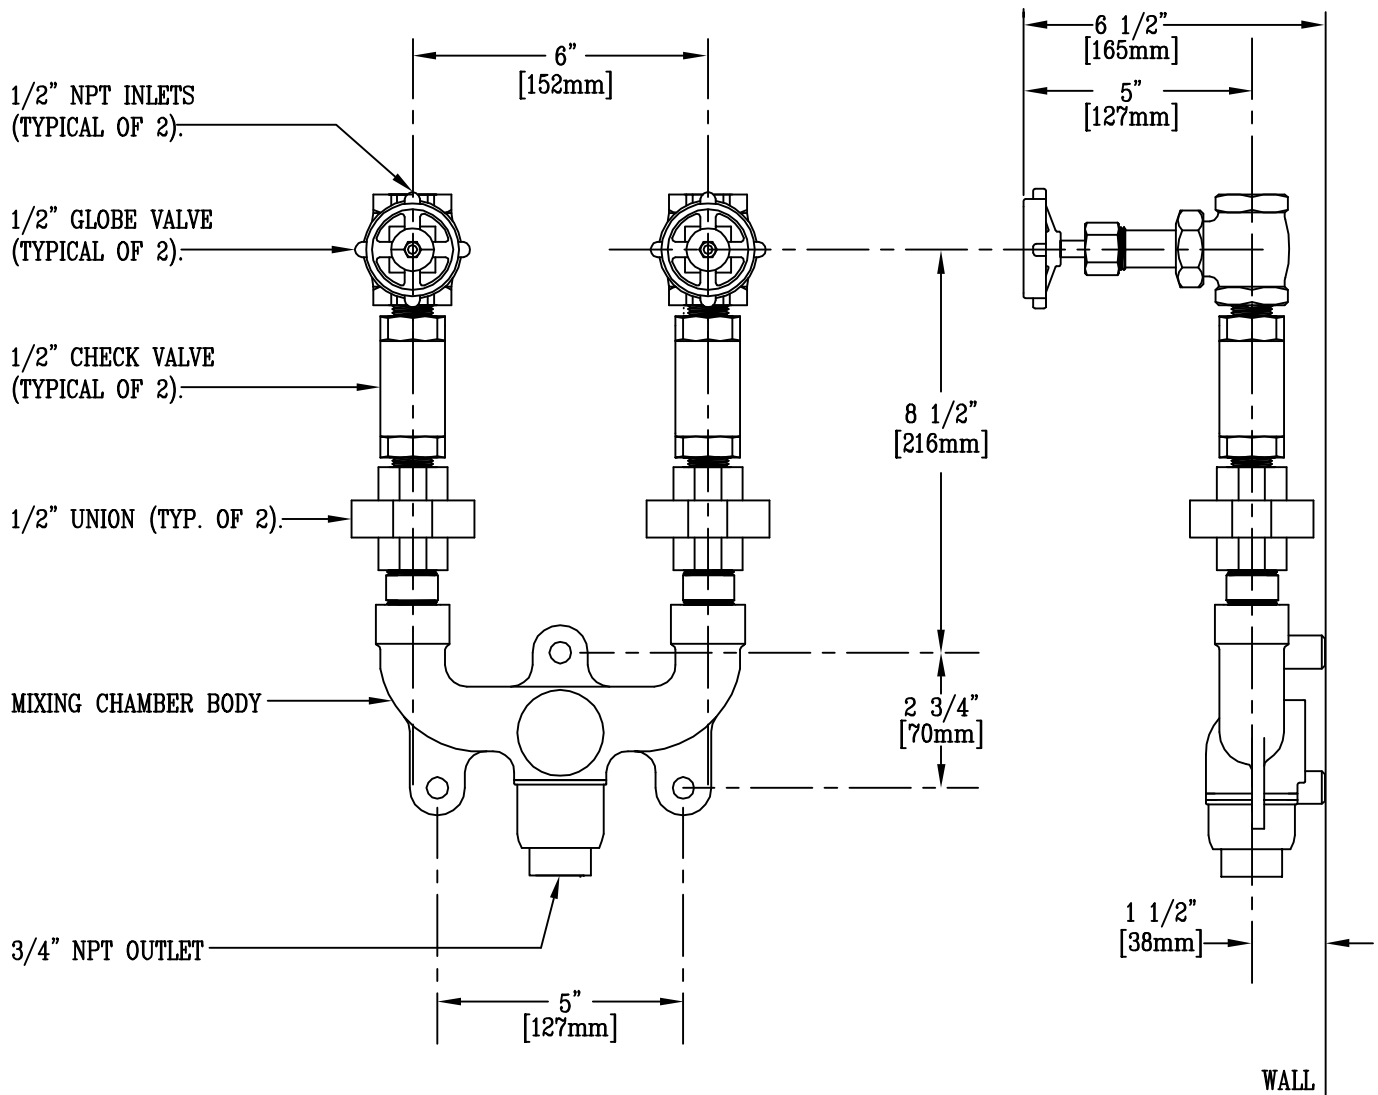 6 1/2”
[165mm]
6”
[152mm]
5”
[127mm]
1/2” NPT INLETS
(TYPICAL OF 2).
1/2” GLOBE VALVE
(TYPICAL OF 2).
1/2” CHECK VALVE
(TYPICAL OF 2).
8 1/2”
[216mm]
1/2” UNION (TYP. OF 2).
MIXING CHAMBER BODY
2 3/4”
[70mm]
1 1/2”
[38mm]
3/4” NPT OUTLET
5”
[127mm]
WALL